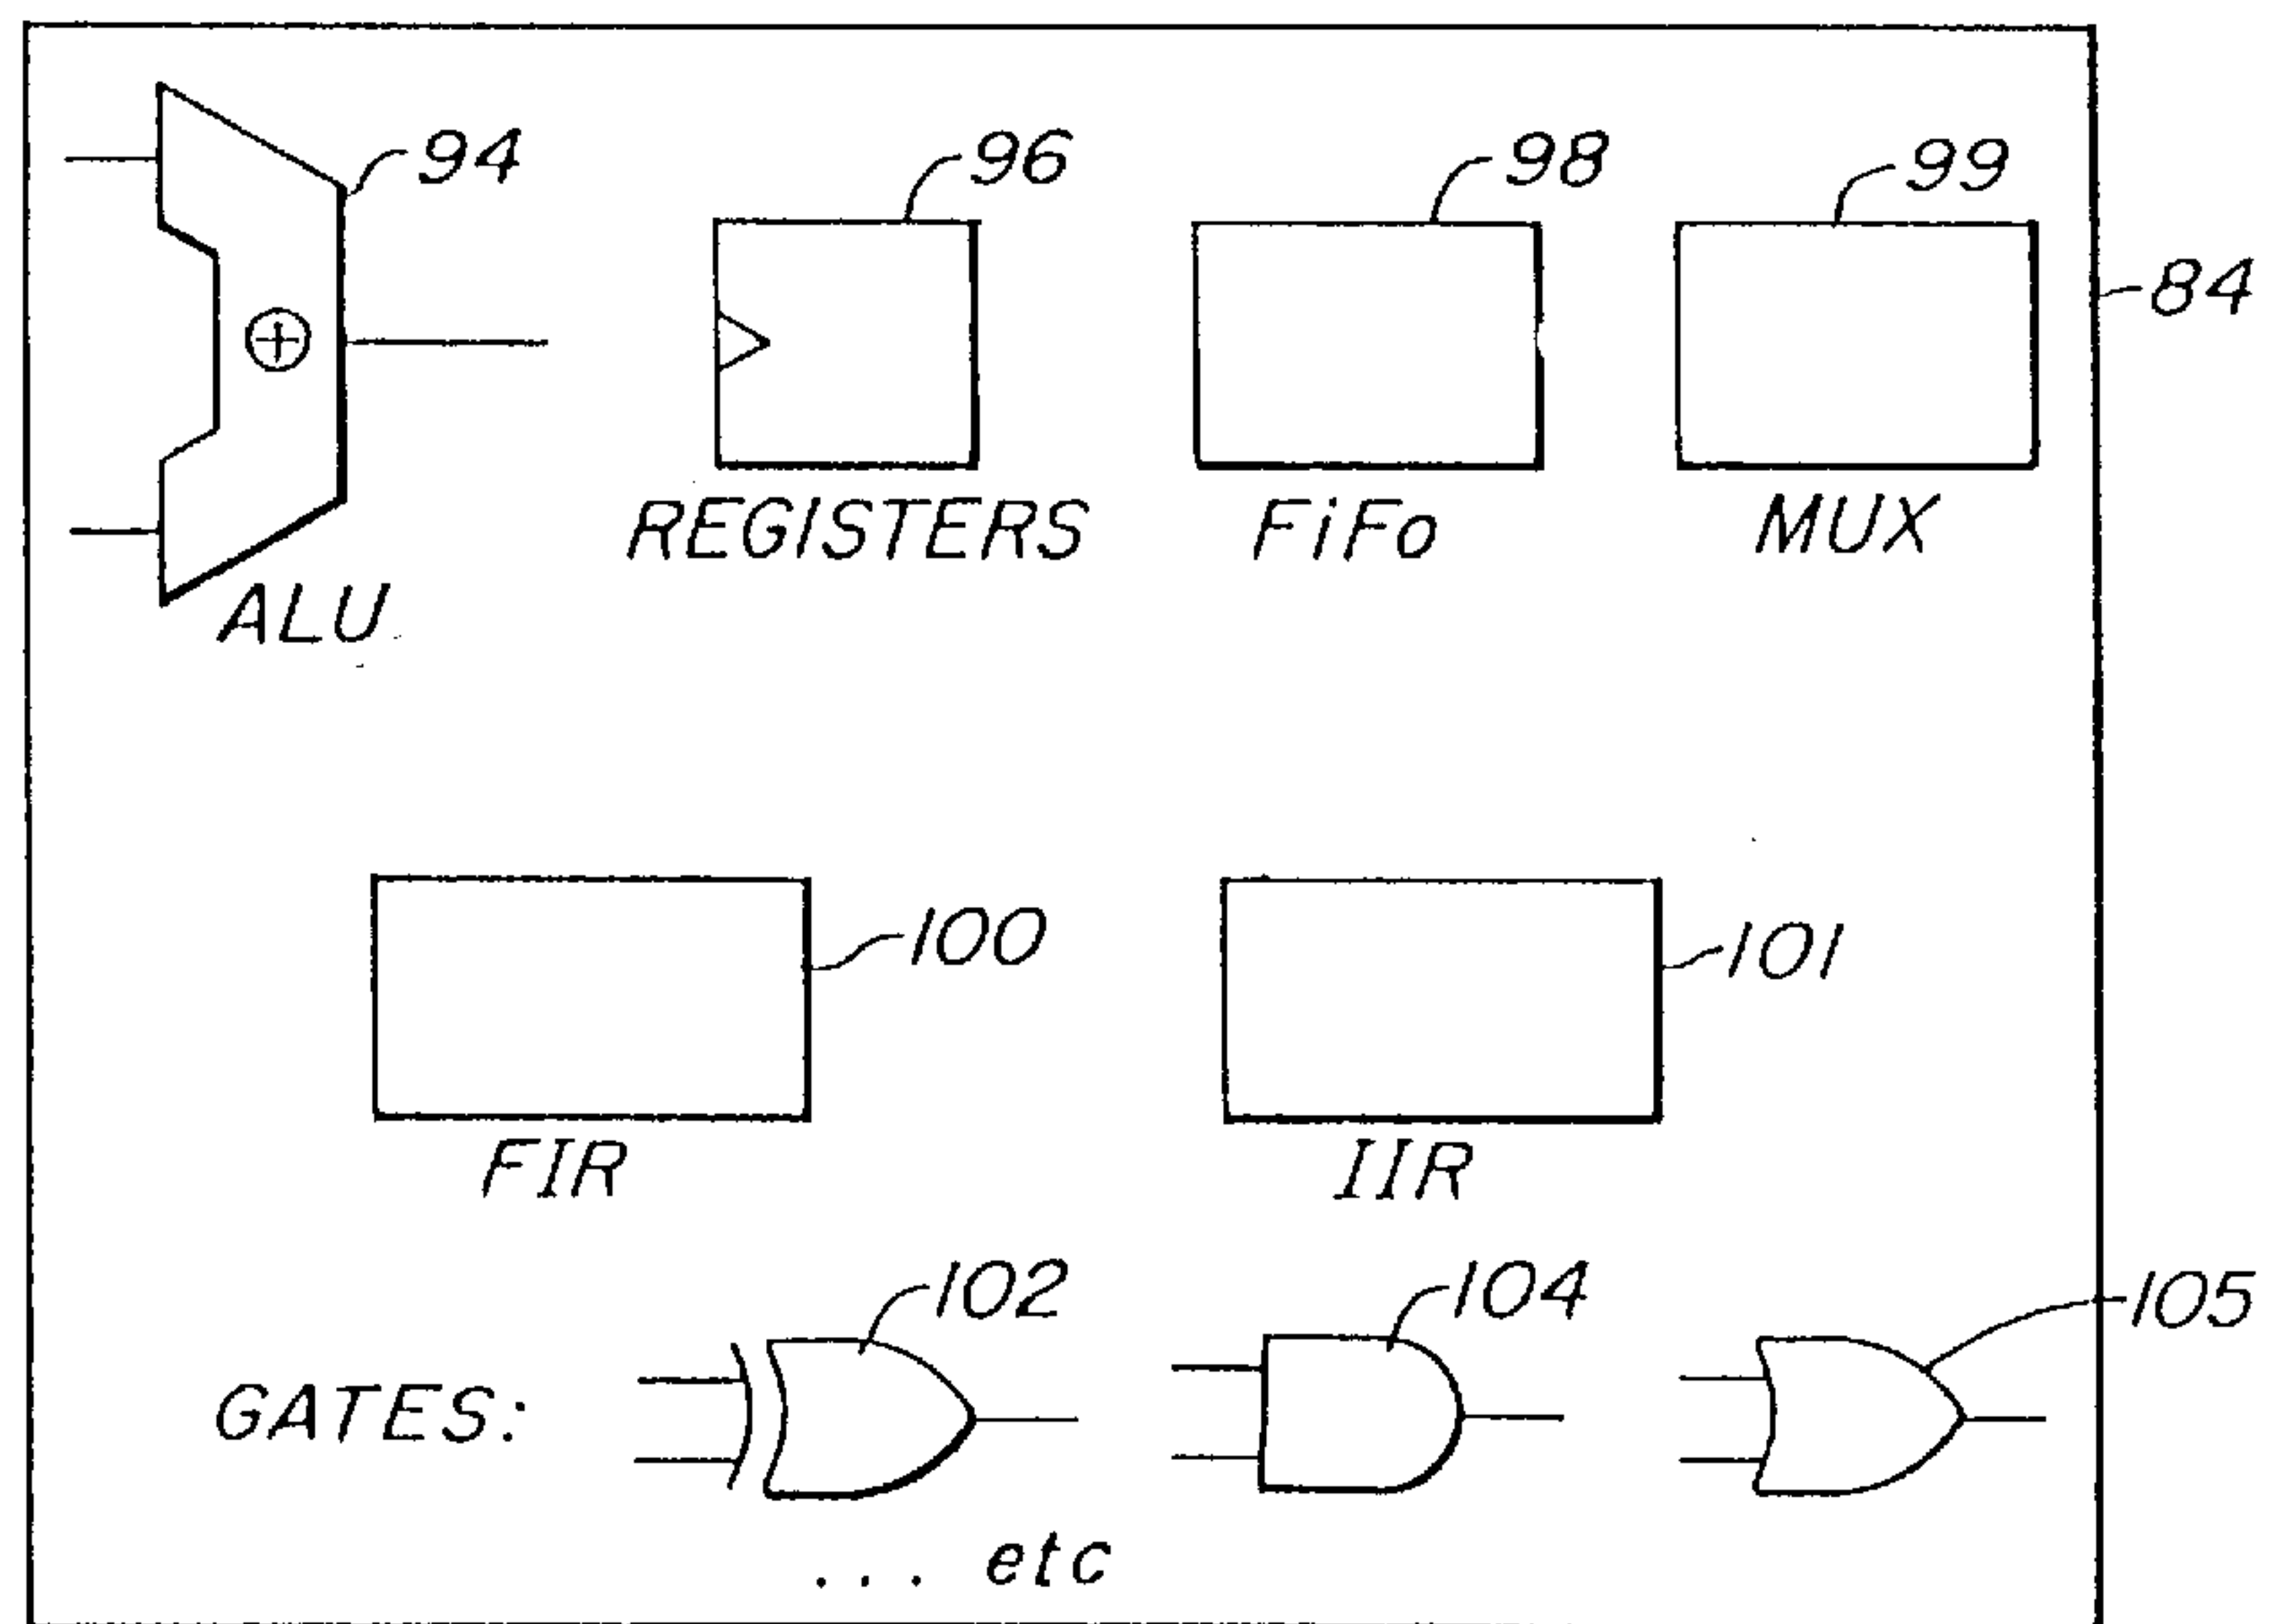 94
96
98
99
84
REGISTERS
FiFo
MUX
ALU
100
101
FIR
IIR
102
104
105
GATES:
... etc